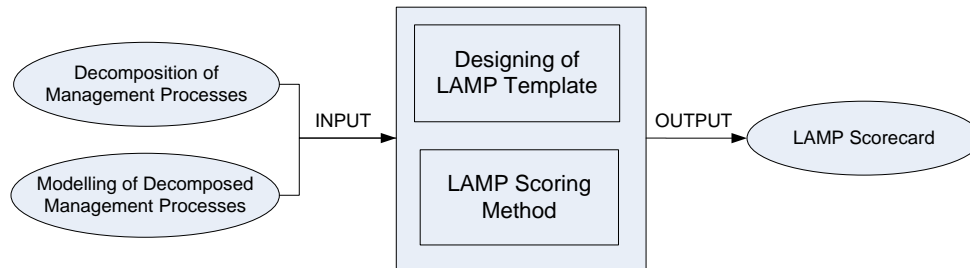 Decomposition of
Management Processes
Modelling of Decomposed
Management Processes
INPUT
Designing of
LAMP Template
LAMP Scoring
Method
OUTPUT
LAMP Scorecard